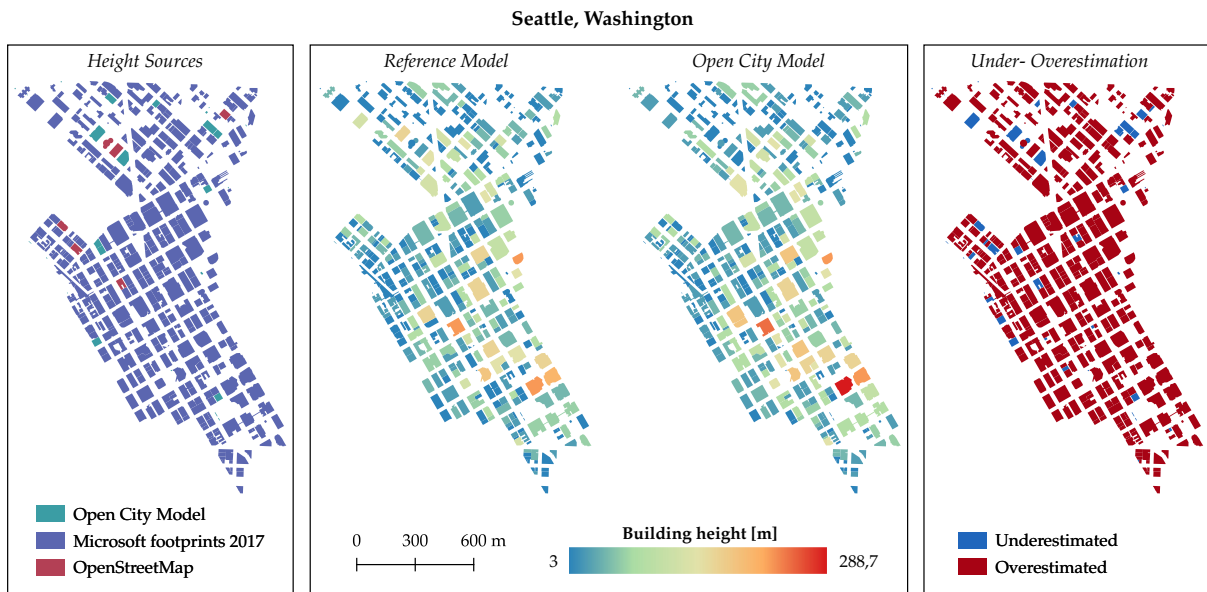 Seattle, Washington
Height Sources
Reference Model
Open City Model
Under- Overestimation
Open City Model
Microsoft footprints 2017
OpenStreetMap
0 300 600 m
Building height [m]
3 288,7
Underestimated
Overestimated